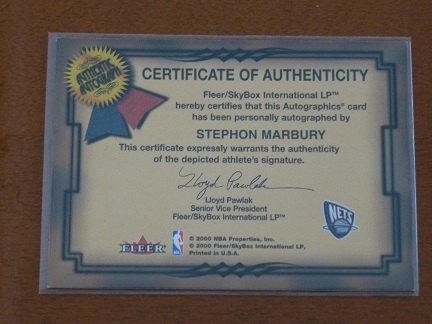 AUTHENTIC
AUTOGRAPH
CERTIFICATE OF AUTHENTICITY
Fleer/SkyBox International LP™
hereby certifies that this Autographics® card
has been personally autographed by
STEPHON MARBURY
This certificate expressly warrants the authenticity
of the depicted athlete's signature.
Lloyd Pawlak
Lloyd Pawlak
Senior Vice President
Fleer/SkyBox International LP™
NETS
FLEER
© 2000 NBA Properties, Inc.
© 2000 Fleer/SkyBox International LP,
Printed in U.S.A.